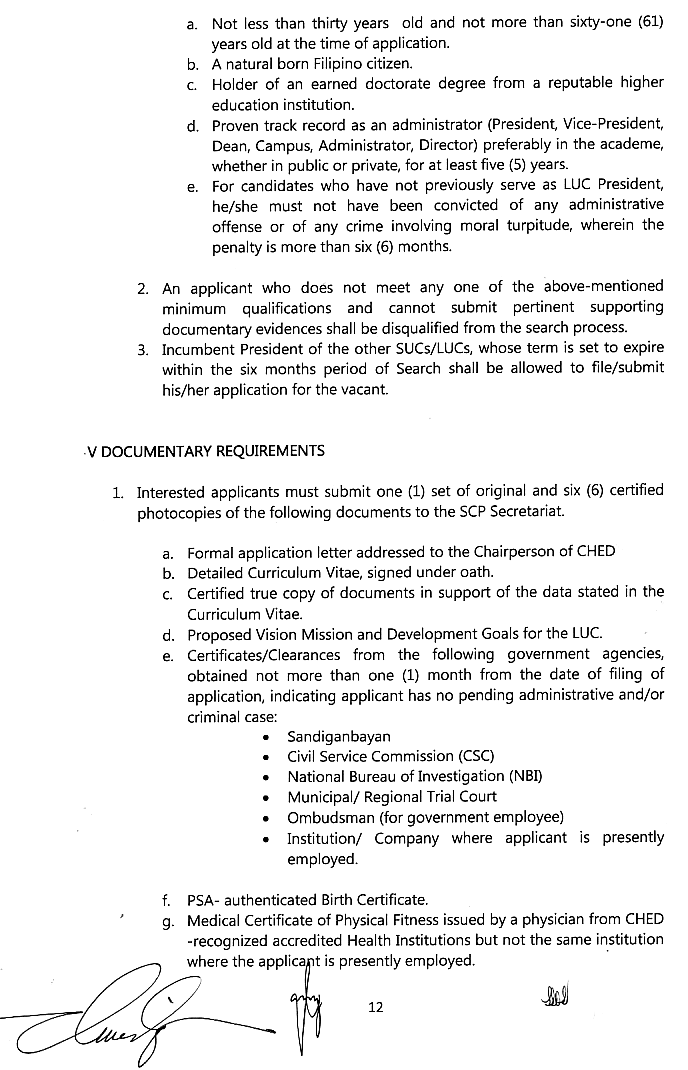 a. Not less than thirty years old and not more than sixty-one (61)
years old at the time of application.
b. A natural born Filipino citizen.
c. Holder of an earned doctorate degree from a reputable higher
education institution.
d. Proven track record as an administrator (President, Vice-President,
Dean, Campus, Administrator, Director) preferably in the academe,
whether in public or private, for at least five (5) years.
e. For candidates who have not previously serve as LUC President,
he/she must not have been convicted of any administrative
offense or of any crime involving moral turpitude, wherein the
penalty is more than six (6) months.
2. An applicant who does not meet any one of the above-mentioned
minimum qualifications and cannot submit pertinent supporting
documentary evidences shall be disqualified from the search process.
3. Incumbent President of the other SUCs/LUCs, whose term is set to expire
within the six months period of Search shall be allowed to file/submit
his/her application for the vacant.
V DOCUMENTARY REQUIREMENTS
1. Interested applicants must submit one (1) set of original and six (6) certified
photocopies of the following documents to the SCP Secretariat.
a. Formal application letter addressed to the Chairperson of CHED
b. Detailed Curriculum Vitae, signed under oath.
c. Certified true copy of documents in support of the data stated in the
Curriculum Vitae.
d. Proposed Vision Mission and Development Goals for the LUC.
e. Certificates/Clearances from the following government agencies,
obtained not more than one (1) month from the date of filing of
application, indicating applicant has no pending administrative and/or
criminal case:
• Sandiganbayan
• Civil Service Commission (CSC)
• National Bureau of Investigation (NBI)
• Municipal/ Regional Trial Court
• Ombudsman (for government employee)
• Institution/ Company where applicant is presently
employed.
f. PSA- authenticated Birth Certificate.
g. Medical Certificate of Physical Fitness issued by a physician from CHED
-recognized accredited Health Institutions but not the same institution
where the applicant is presently employed.
12